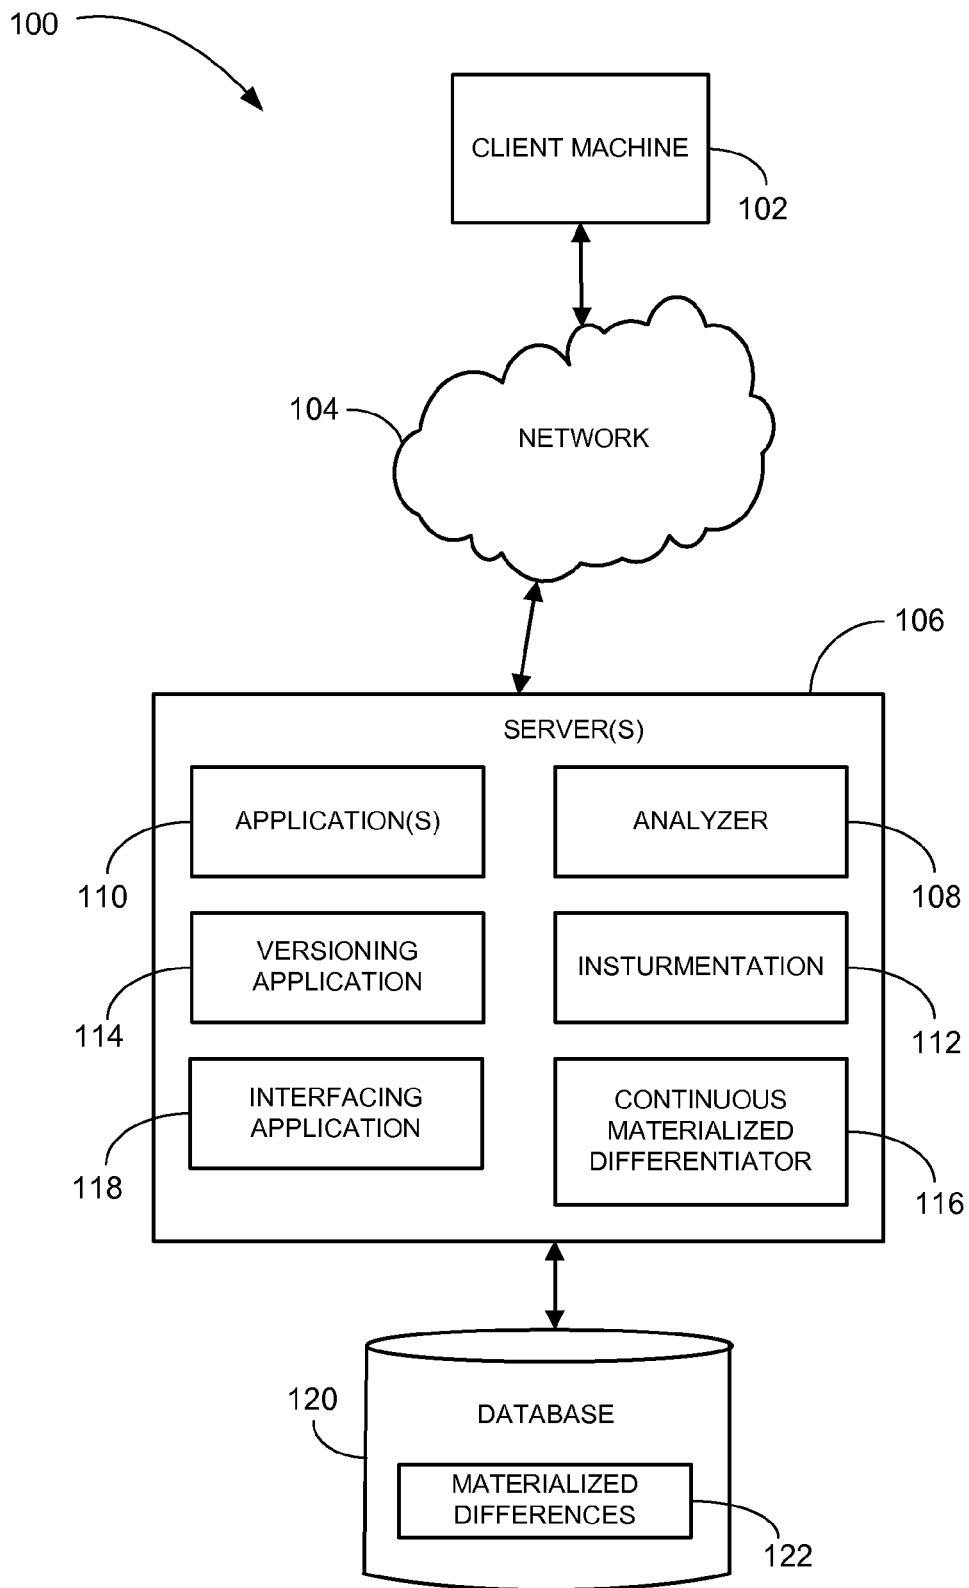 100
CLIENT MACHINE
102
104
NETWORK
106
SERVER(S)
APPLICATION(S)
ANALYZER
110
108
VERSIONING
APPLICATION
INSTURMENTATION
114
112
INTERFACING
APPLICATION
CONTINUOUS
MATERIALIZED
DIFFERENTIATOR
118
116
120
DATABASE
MATERIALIZED
DIFFERENCES
122